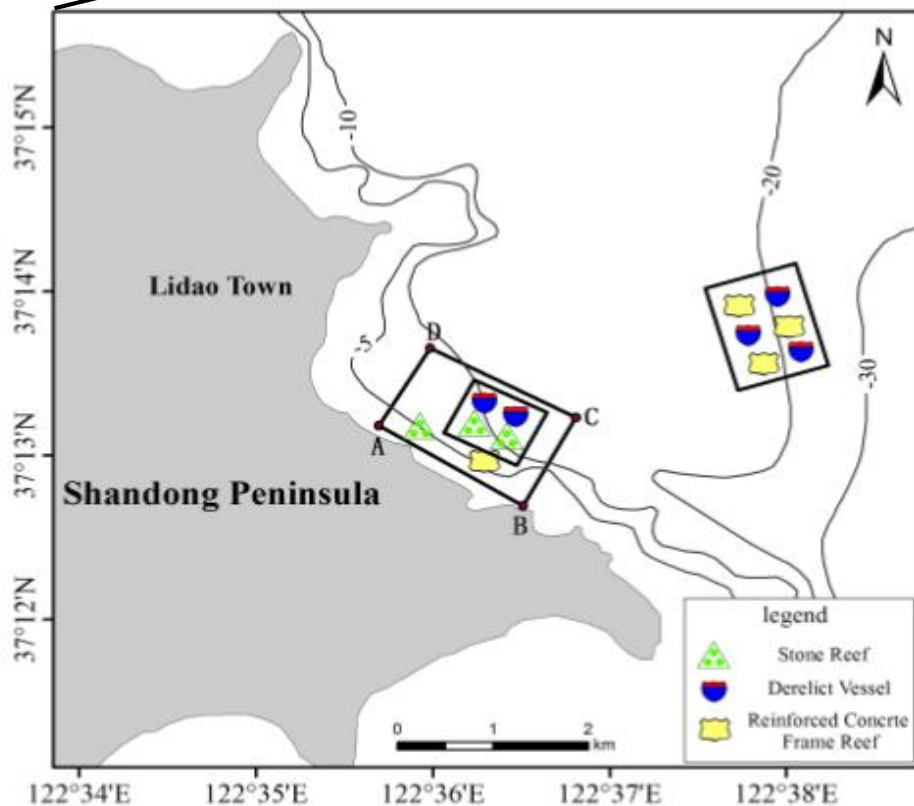 N
37°15'N
37°14'N
37°13'N
37°12'N
-10
-20
-30
-5
Lidao Town
D
C
A
B
Shandong Peninsula
legend
Stone Reef
Derelict Vessel
Reinforced Concrte
Frame Reef
0 1 2
km
122°34'E 122°35'E 122°36'E 122°37'E 122°38'E